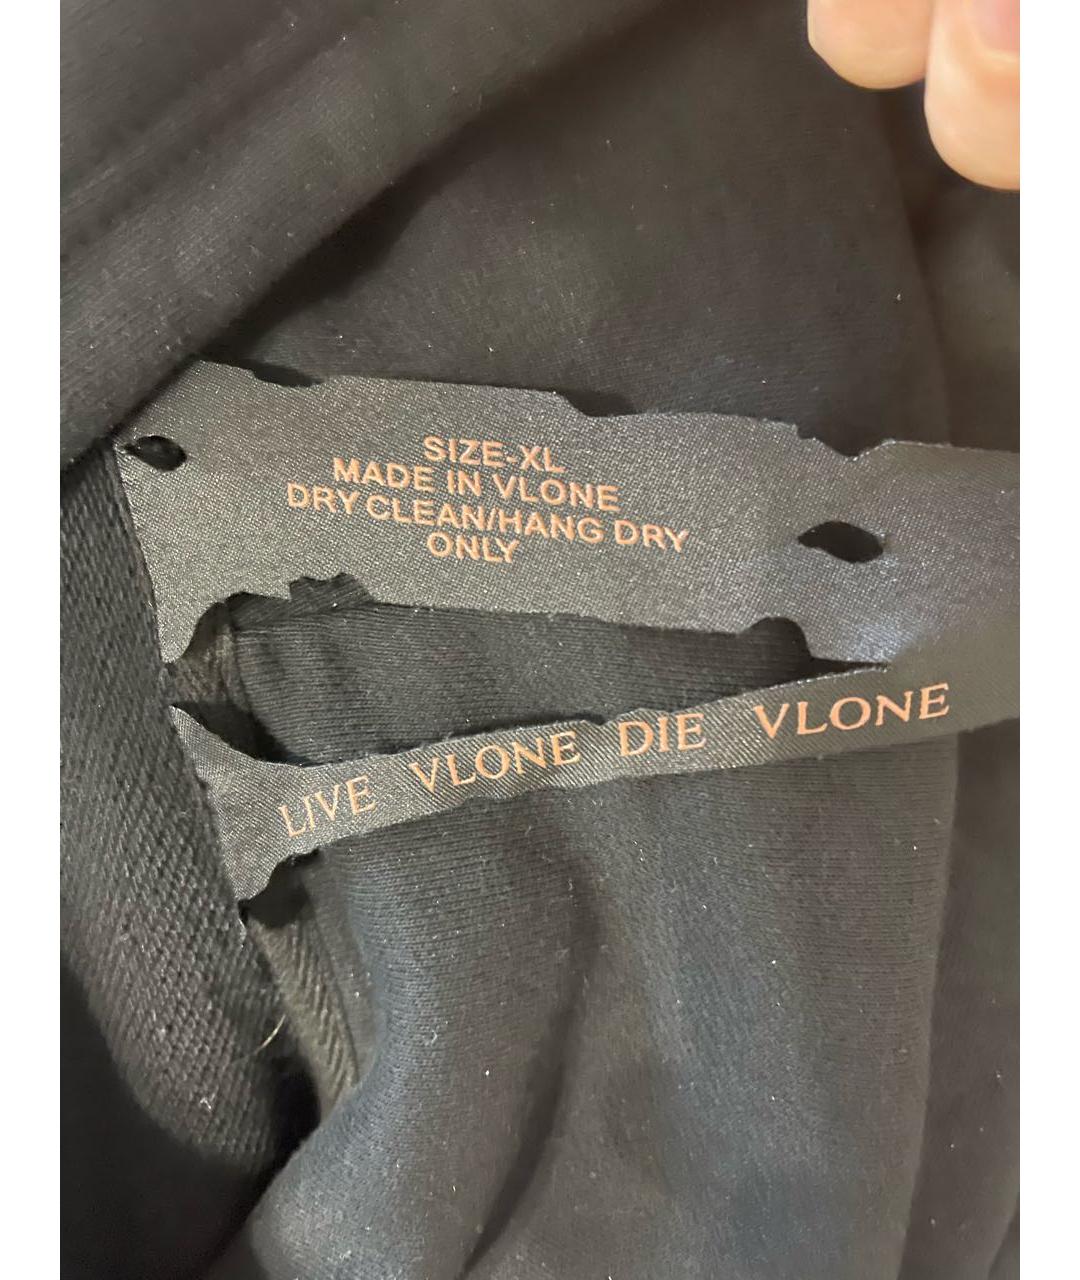 SIZE-XL
MADE IN VLONE
DRY CLEAN/HANG DRY
ONLY
LIVE VLONE DIE VLONE